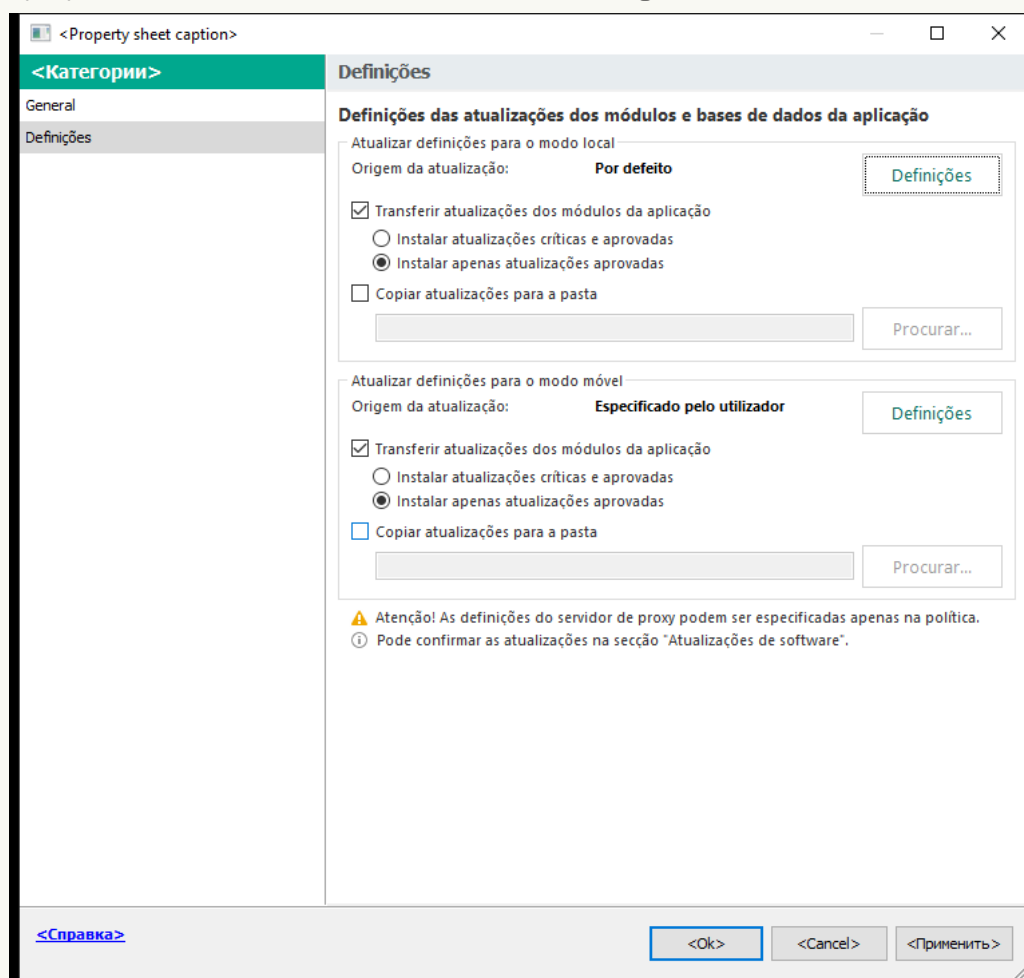 <Property sheet caption>
<Категории>
General
Definições
Definições
Definições das atualizações dos módulos e bases de dados da aplicação
Atualizar definições para o modo local
Origem da atualização: Por defeito Definições
Transferir atualizações dos módulos da aplicação
Instalar atualizações críticas e aprovadas
Instalar apenas atualizações aprovadas
Copiar atualizações para a pasta
Procurar...
Atualizar definições para o modo móvel
Origem da atualização: Especificado pelo utilizador Definições
Transferir atualizações dos módulos da aplicação
Instalar atualizações críticas e aprovadas
Instalar apenas atualizações aprovadas
Copiar atualizações para a pasta
Procurar...
Atenção! As definições do servidor de proxy podem ser especificadas apenas na política.
Pode confirmar as atualizações na secção "Atualizações de software".
<Справка>
<Ok> <Cancel> <Применить>